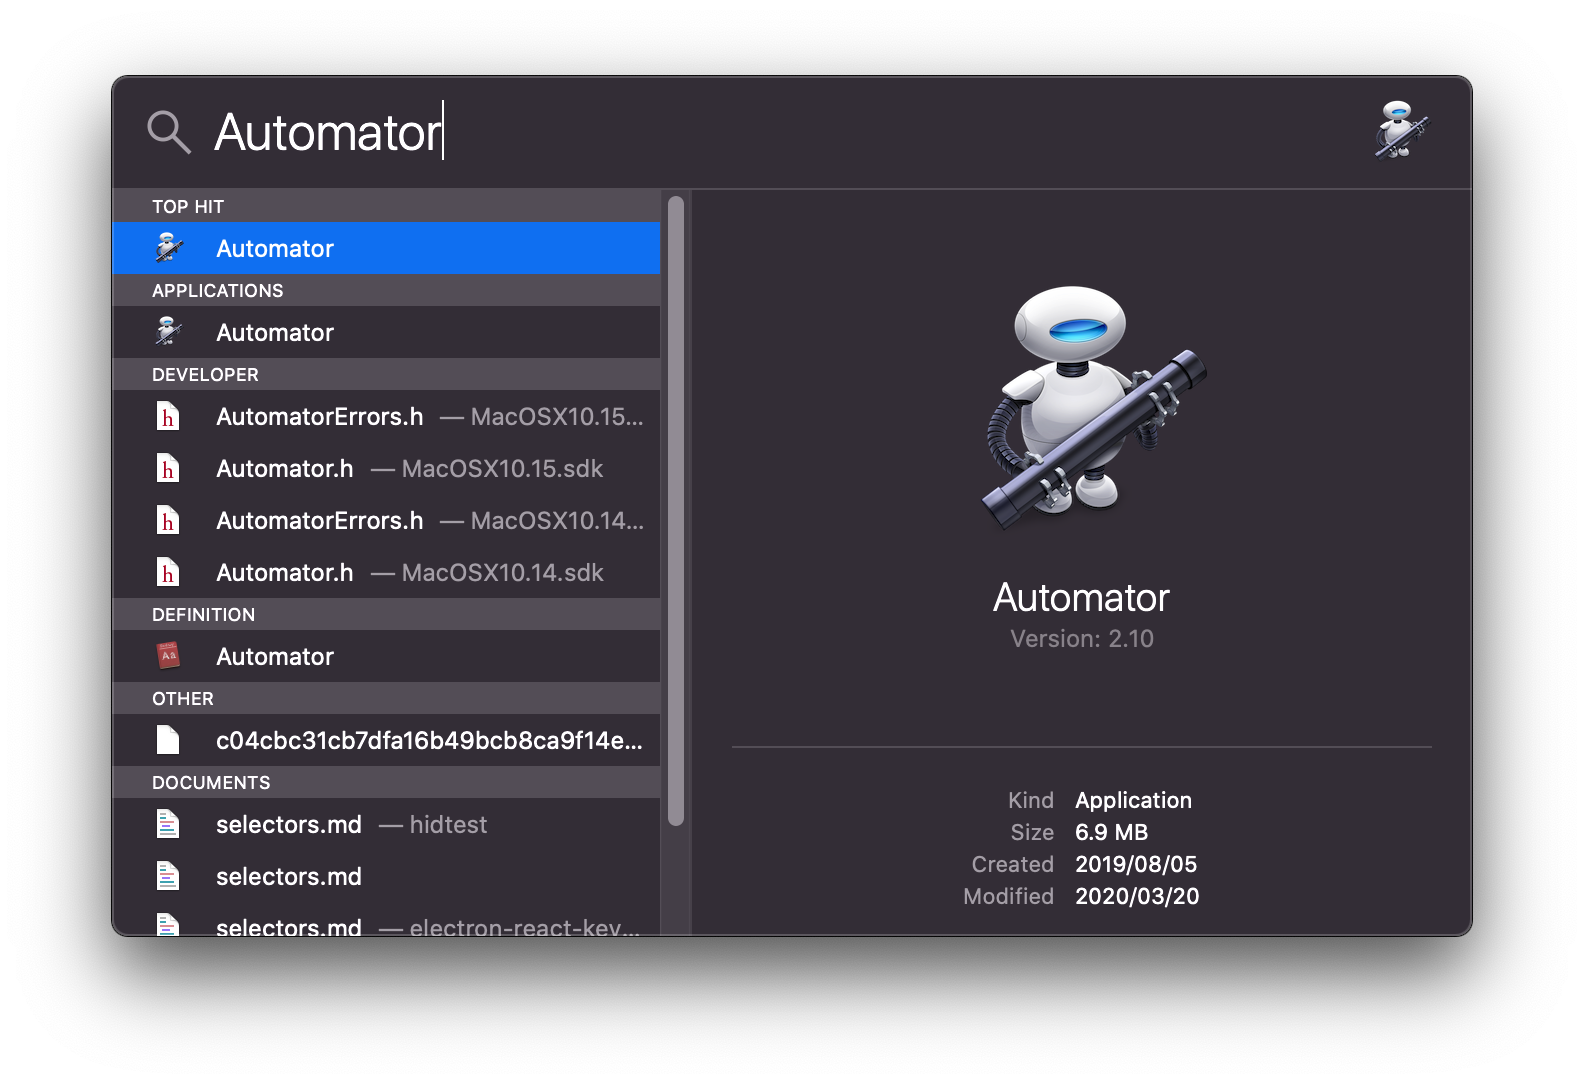 Automator
TOP HIT
Automator
APPLICATIONS
Automator
DEVELOPER
h AutomatorErrors.h — MacOSX10.15...
h Automator.h — MacOSX10.15.sdk
h AutomatorErrors.h — MacOSX10.14...
h Automator.h — MacOSX10.14.sdk
DEFINITION
Aa Automator
OTHER
c04cbc31cb7dfa16b49bcb8ca9f14e...
DOCUMENTS
selectors.md — hidtest
selectors.md
selectors.md — electron-react-key...
Automator
Version: 2.10
Kind Application
Size 6.9 MB
Created 2019/08/05
Modified 2020/03/20